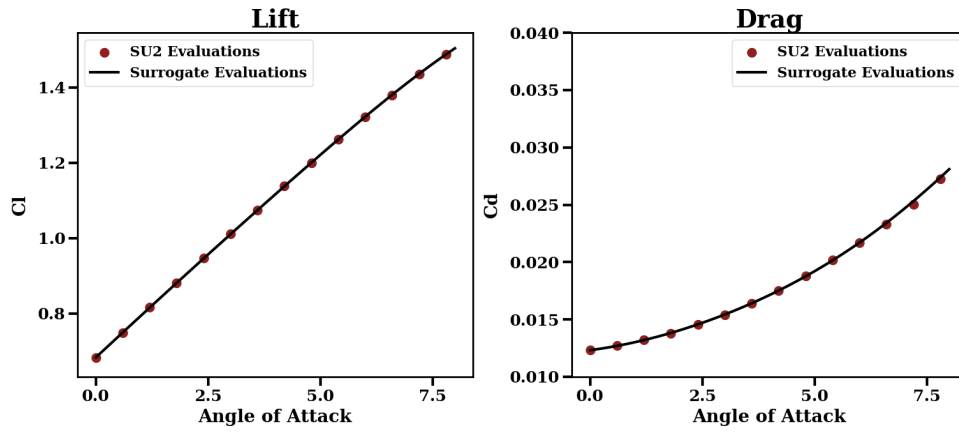 Lift
SU2 Evaluations
Surrogate Evaluations
Cl
1.4
1.2
1.0
0.8
0.0
2.5
5.0
7.5
Angle of Attack
Drag
SU2 Evaluations
Surrogate Evaluations
Cd
0.040
0.035
0.030
0.025
0.020
0.015
0.010
0.0
2.5
5.0
7.5
Angle of Attack